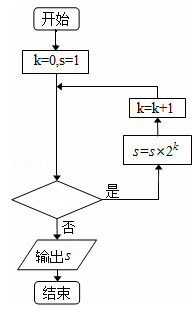 开始
k=0,s=1
k=k+1
s=s×2^k
是
否
输出s
结束